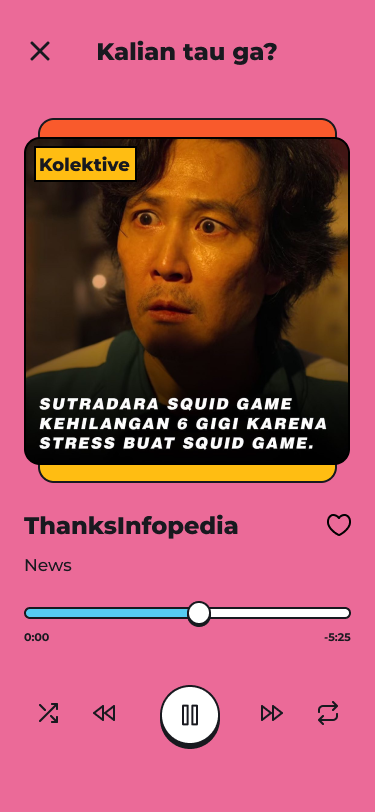 Kalian tau ga?
Kolektive
SUTRADARA SQUID GAME
KEHILANGAN 6 GIGI KARENA
STRESS BUAT SQUID GAME.
ThanksInfopedia
News
0:00
-5:25